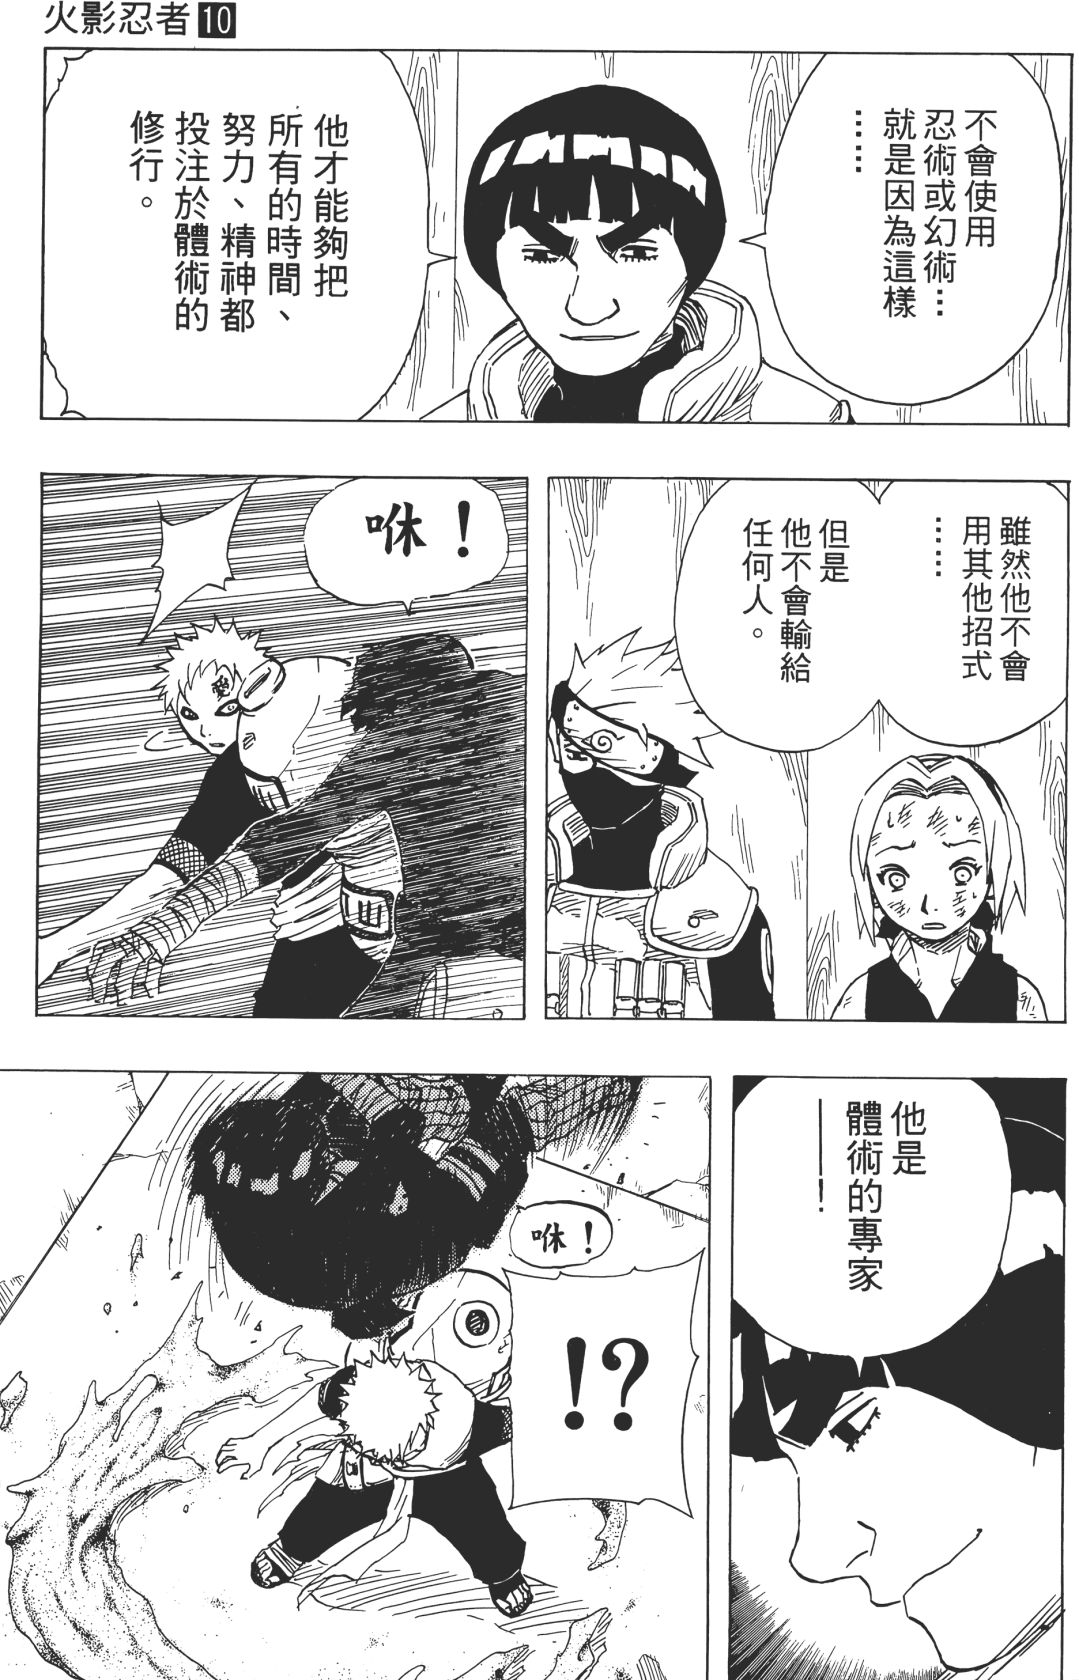 火影忍者 10
不會使用
忍術或幻術…
就是因為這樣
……
他才能夠把
所有的時間、
努力、精神都
投注於體術的
修行。
雖然他不會
用其他招式
……
但是
他不會輸給
任何人。
咻！
愛
他是
體術的專家
——！
咻！
!?